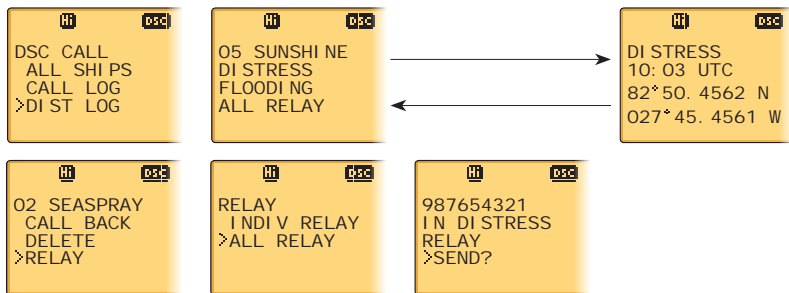 Hi DSC
DSC CALL
ALL SHIPS
CALL LOG
>DIST LOG
Hi DSC
05 SUNSHINE
DISTRESS
FLOODING
ALL RELAY
Hi DSC
DISTRESS
10:03 UTC
82°50.4562 N
027°45.4561 W
Hi DSC
02 SEASPRAY
CALL BACK
DELETE
>RELAY
Hi DSC
RELAY
INDIV RELAY
>ALL RELAY
Hi DSC
987654321
IN DISTRESS
RELAY
>SEND?